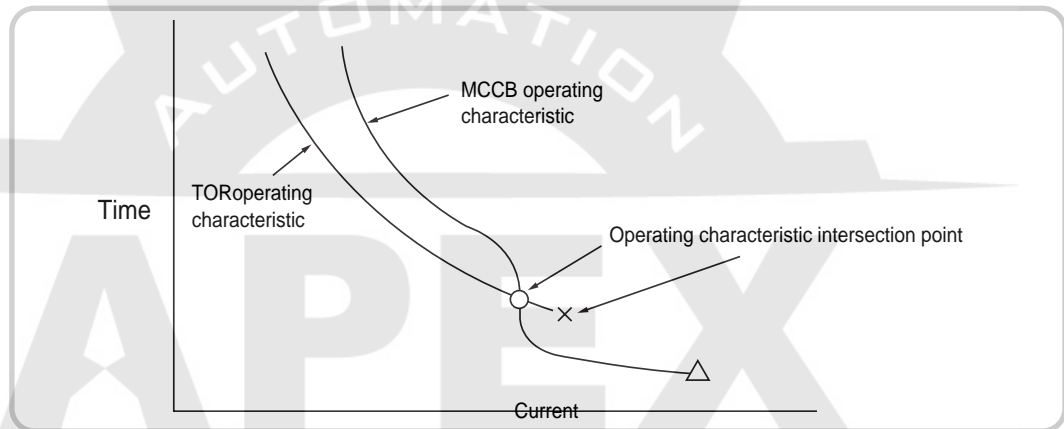 AUTOMATION
MCCB operating
characteristic
TORoperating
characteristic
Time
Operating characteristic intersection point
APEX
Current